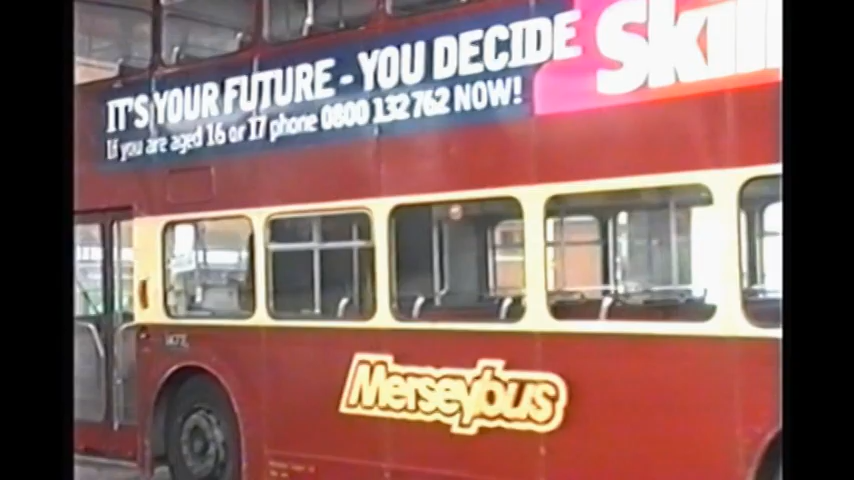 IT'S YOUR FUTURE - YOU DECIDE
If you are aged 16 or 17 phone 0800 132 762 NOW!
Skill
Merseybus